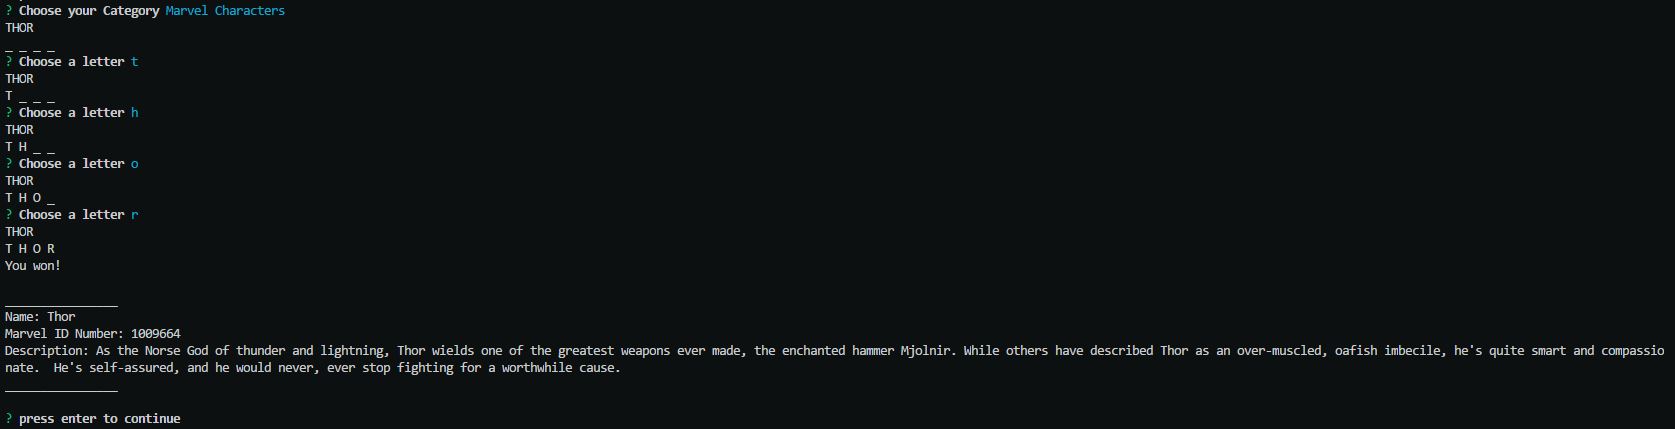 ? Choose your Category Marvel Characters
THOR
_ _ _ _
? Choose a letter t
THOR
T _ _ _
? Choose a letter h
THOR
T H _ _
? Choose a letter o
THOR
T H O _
? Choose a letter r
THOR
T H O R
You won!
________________
Name: Thor
Marvel ID Number: 1009664
Description: As the Norse God of thunder and lightning, Thor wields one of the greatest weapons ever made, the enchanted hammer Mjolnir. While others have described Thor as an over-muscled, oafish imbecile, he's quite smart and compassio
nate.  He's self-assured, and he would never, ever stop fighting for a worthwhile cause.
________________
? press enter to continue